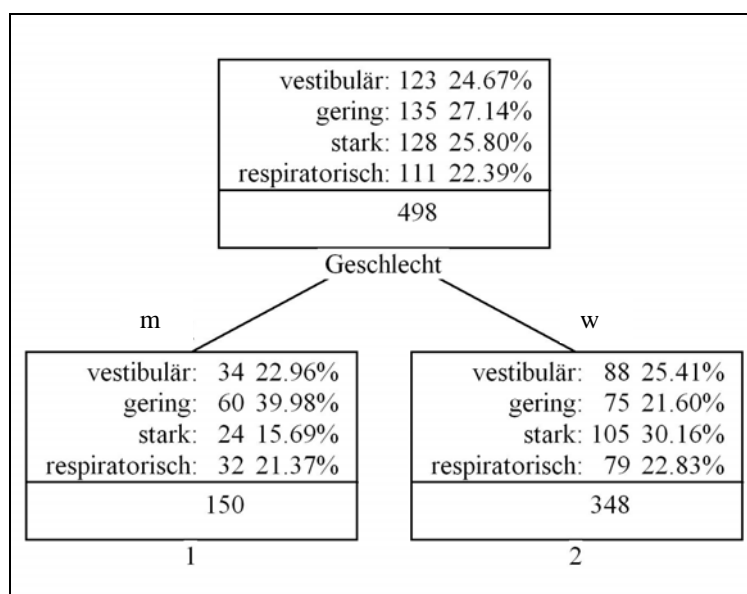 vestibulär: 123 24.67%
gering: 135 27.14%
stark: 128 25.80%
respiratorisch: 111 22.39%
498
Geschlecht
m
w
vestibulär: 34 22.96%
gering: 60 39.98%
stark: 24 15.69%
respiratorisch: 32 21.37%
150
1
vestibulär: 88 25.41%
gering: 75 21.60%
stark: 105 30.16%
respiratorisch: 79 22.83%
348
2